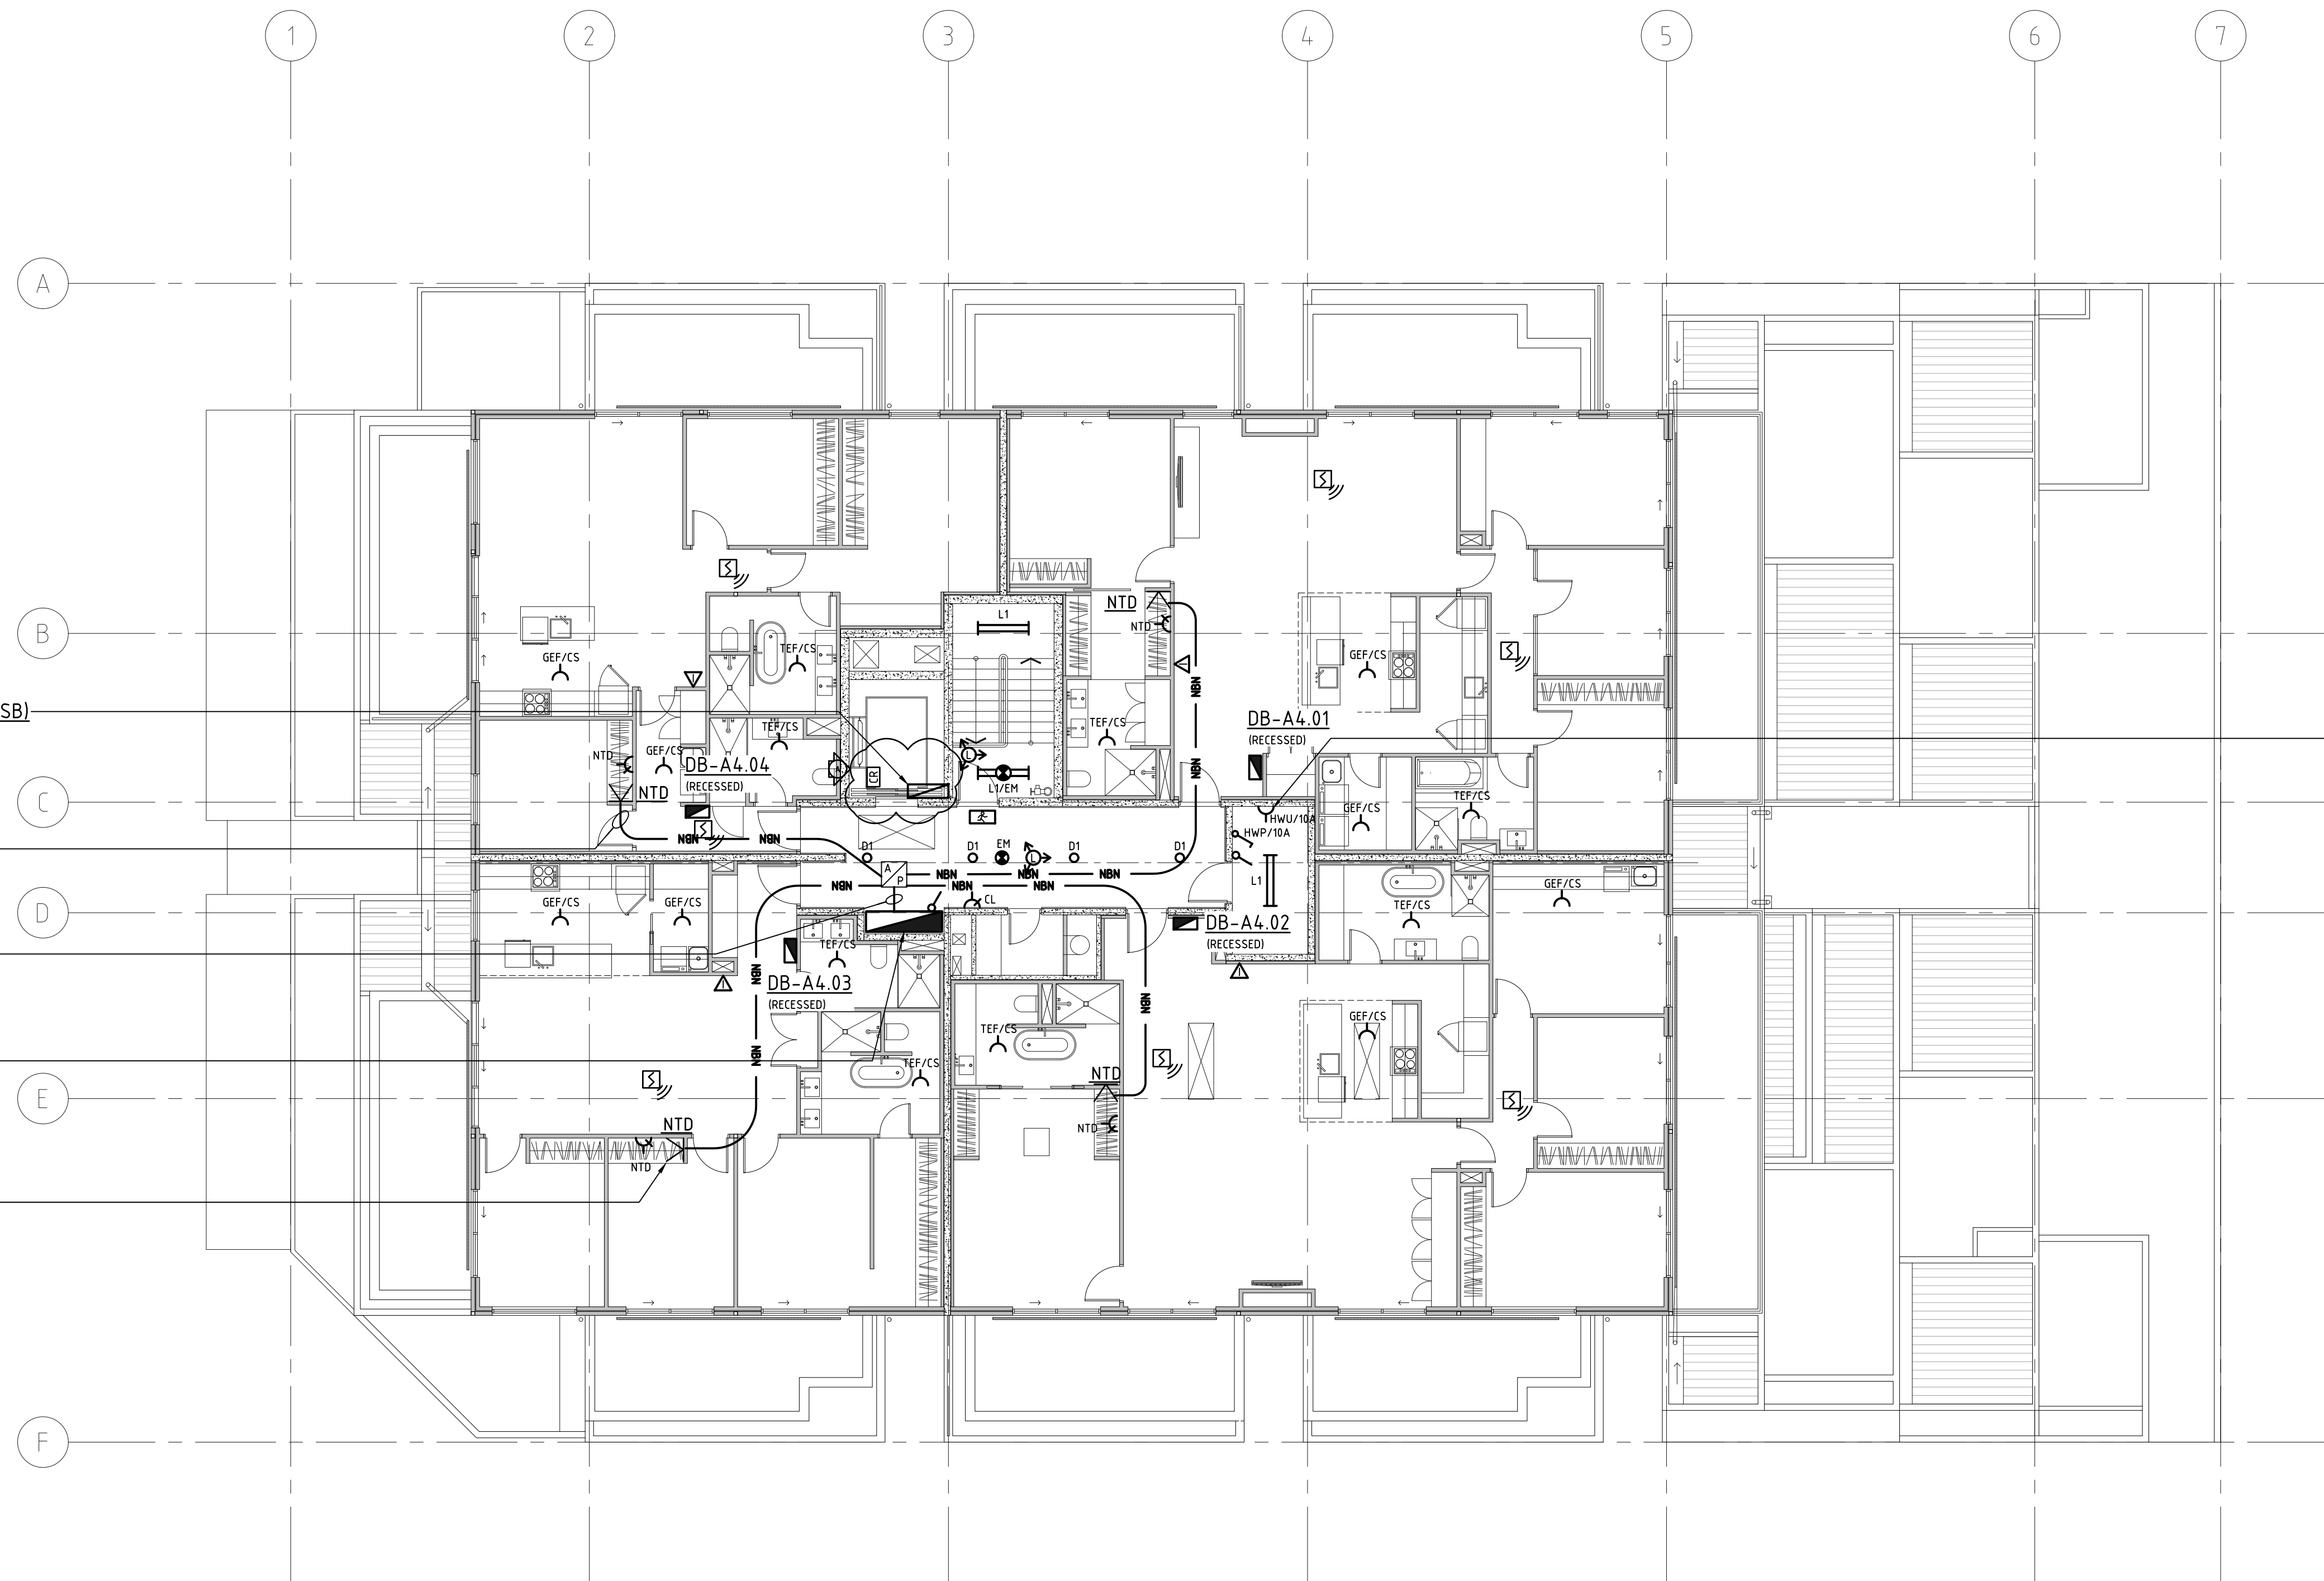 1 2 3 4 5 6 7
A
B
C
D
E
F
L1
NTD
NTD
NBN
TEF/CS
GEF/CS
GEF/CS
SB)
DB-A4.01
(RECESSED)
TEF/CS
TEF/CS
GEF/CS
NTD
DB-A4.04
(RECESSED)
NTD
CR
L
L1/EM
NBN
HWU/10A
HWP/10A
GEF/CS
TEF/CS
NBN NBN
D1 D1 EM L D1 D1
L1
A
P
NBN NBN NBN
NBN NBN NBN
CL
GEF/CS GEF/CS
TEF/CS
GEF/CS
DB-A4.02
(RECESSED)
TEF/CS
NBN
DB-A4.03
(RECESSED)
NBN
TEF/CS
GEF/CS
NBN
TEF/CS
NTD
NTD
NTD
NTD